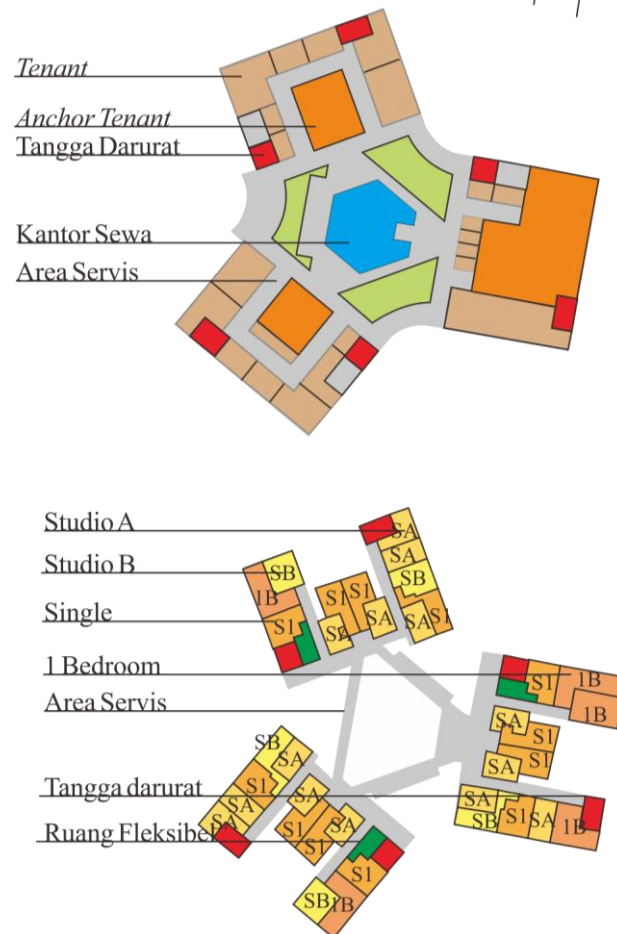 Tenant
Anchor Tenant
Tangga Darurat
Kantor Sewa
Area Servis
Studio A
SA
SA
Studio B
SB
SB
1B
S1
S1
Single
S1
SA
SA
SA
S1
1 Bedroom
S1
1B
Area Servis
1B
SA
S1
SB
SA
S1
SA
Tangga darurat
S1
SA
SA
SA
SA
SB
S1
SA
1B
Ruang Fleksibel
S1
SA
S1
S1
SB
1B